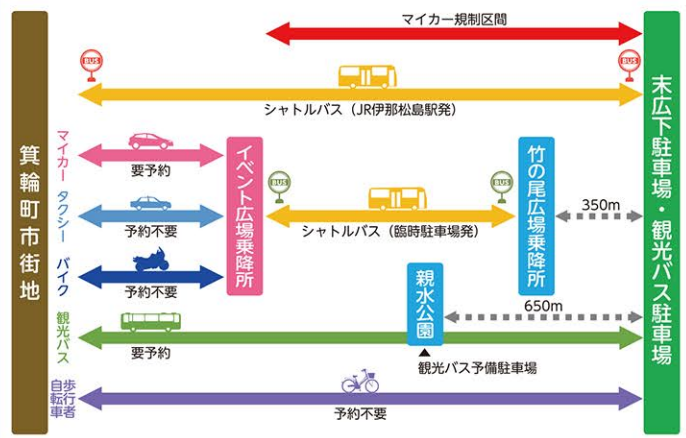 マイカー規制区間
BUS
BUS
シャトルバス（JR伊那松島駅発）
箕輪町市街地
末広下駐車場・観光バス駐車場
マイカー
要予約
イベント広場乗降所
タクシー
予約不要
バイク
予約不要
BUS
BUS
シャトルバス（臨時駐車場発）
竹の尾広場乗降所
350m
親水公園
650m
観光バス
要予約
▲
観光バス予備駐車場
歩行者
自転車
予約不要